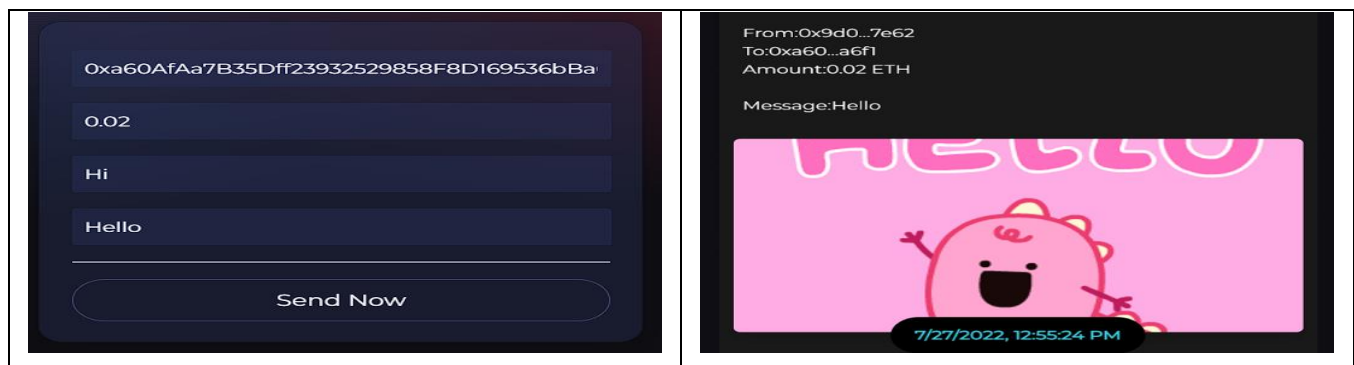 0xa60AfAa7B35Dff23932529858F8D169536bBa
0.02
Hi
Hello
Send Now
From:0x9d0...7e62
To:0xa60...a6f1
Amount:0.02 ETH
Message:Hello
HELLO
7/27/2022, 12:55:24 PM